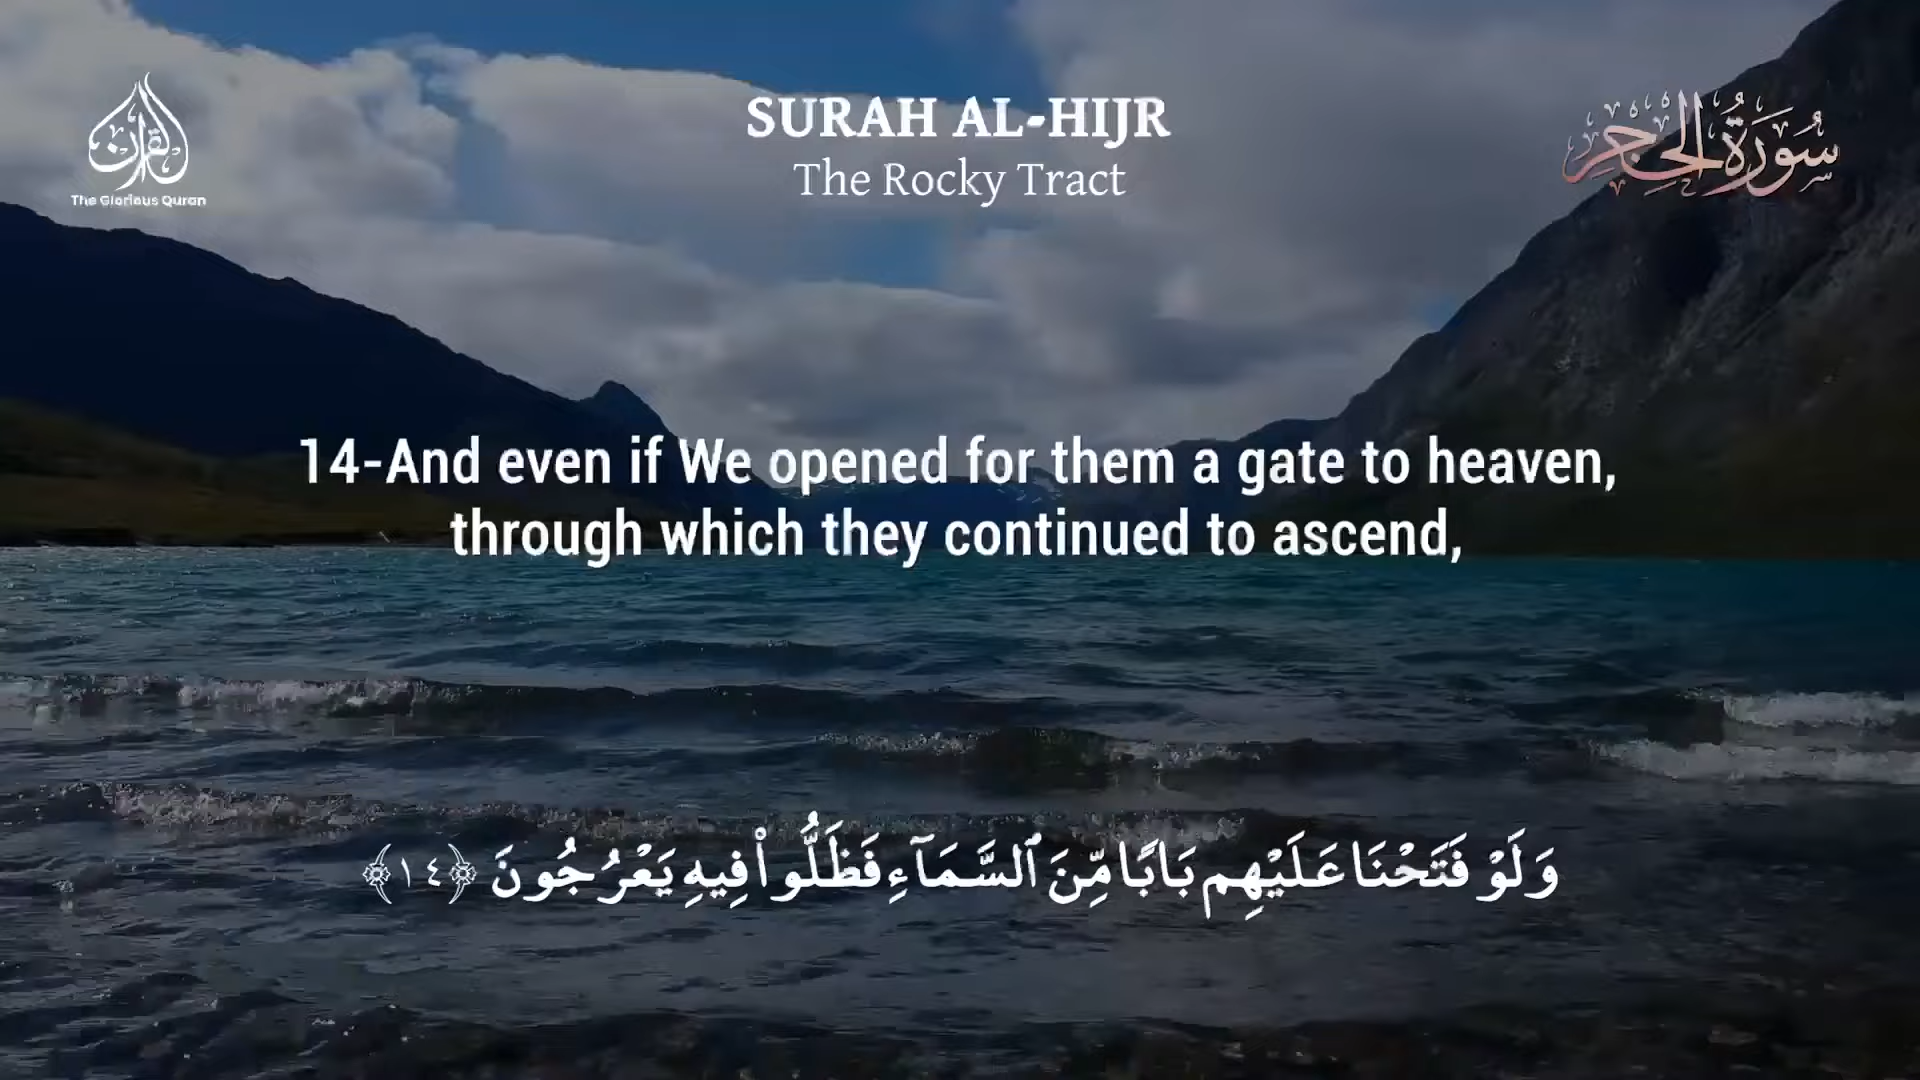 القرآن
The Glorious Quran
SURAH AL-HIJR
The Rocky Tract
سُورَةُ الحِجْرِ
14-And even if We opened for them a gate to heaven,
through which they continued to ascend,
وَلَوْ فَتَحْنَا عَلَيْهِم بَابًا مِّنَ ٱلسَّمَآءِ فَظَلُّوا۟ فِيهِ يَعْرُجُونَ ﴿١٤﴾